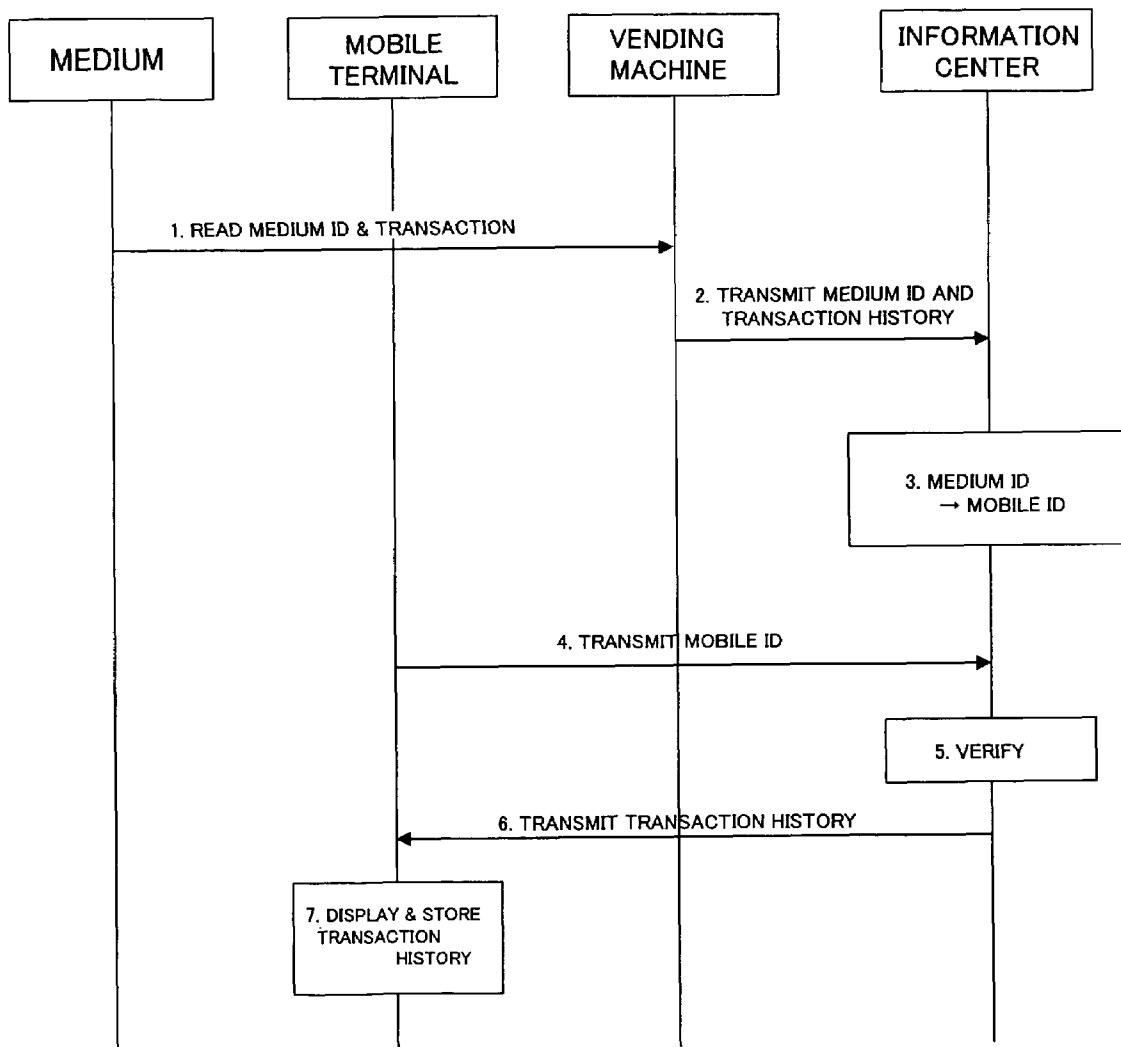 MEDIUM
MOBILE
TERMINAL
VENDING
MACHINE
INFORMATION
CENTER
1. READ MEDIUM ID & TRANSACTION
2. TRANSMIT MEDIUM ID AND
TRANSACTION HISTORY
3. MEDIUM ID
→ MOBILE ID
4. TRANSMIT MOBILE ID
5. VERIFY
6. TRANSMIT TRANSACTION HISTORY
7. DISPLAY & STORE
TRANSACTION
HISTORY